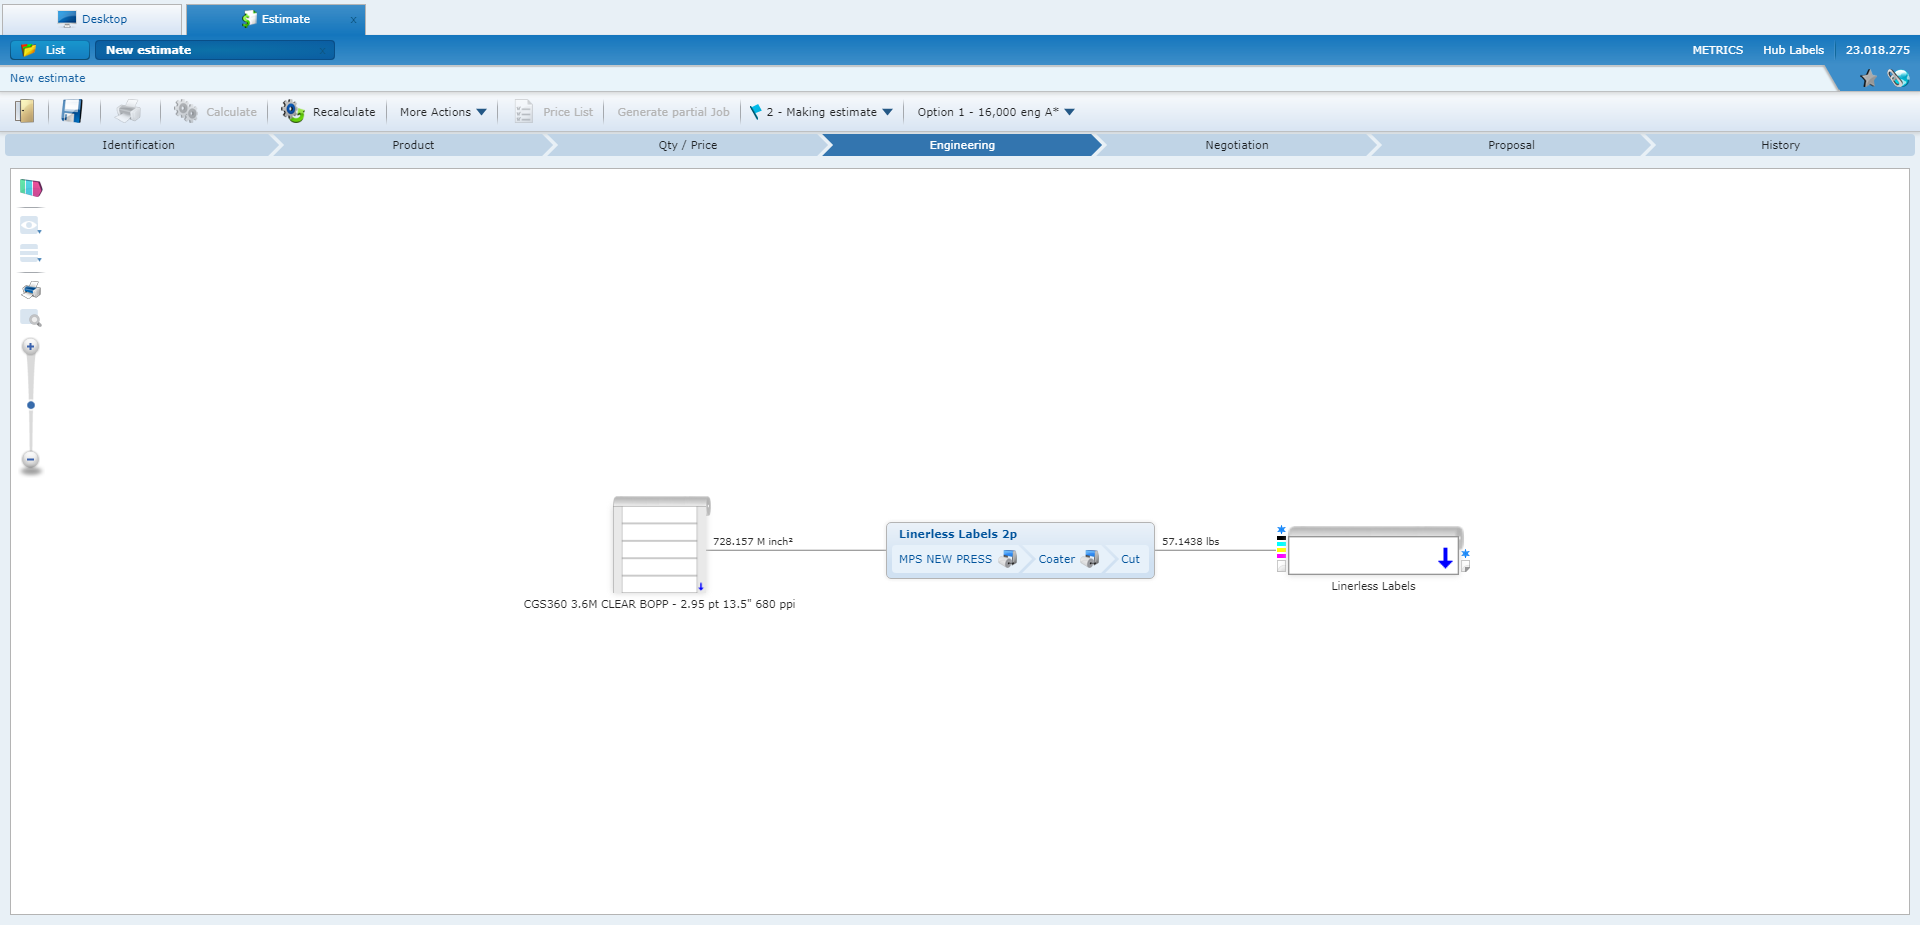 Desktop
Estimate x
List
New estimate x
METRICS Hub Labels 23.018.275
New estimate
Calculate Recalculate More Actions Price List Generate partial Job 2 - Making estimate Option 1 - 16,000 eng A*
Identification Product Qty / Price Engineering Negotiation Proposal History
Linerless Labels 2p
728.157 M inch²
57.1438 lbs
MPS NEW PRESS Coater Cut
Linerless Labels
CGS360 3.6M CLEAR BOPP - 2.95 pt 13.5" 680 ppi